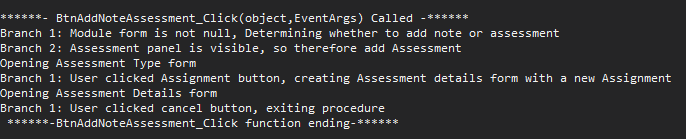 ******- BtnAddNoteAssessment_Click(object,EventArgs) Called -******
Branch 1: Module form is not null, Determining whether to add note or assessment
Branch 2: Assessment panel is visible, so therefore add Assessment
Opening Assessment Type form
Branch 1: User clicked Assignment button, creating Assessment details form with a new Assignment
Opening Assessment Details form
Branch 1: User clicked cancel button, exiting procedure
******-BtnAddNoteAssessment_Click function ending-******